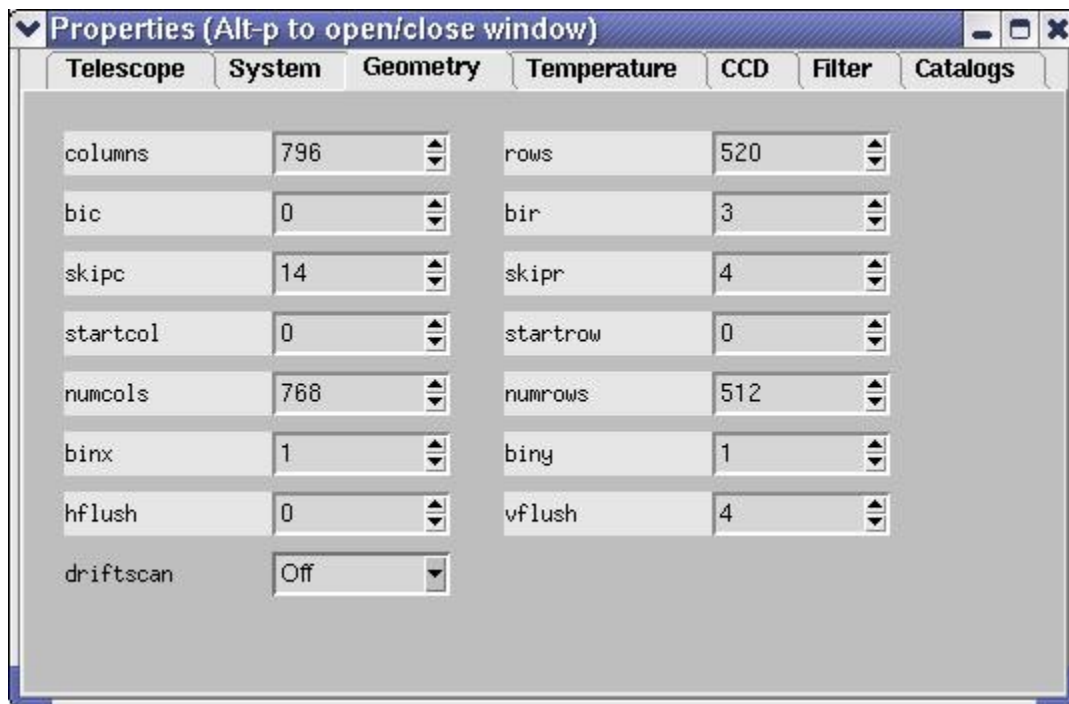 Properties (Alt-p to open/close window)
Telescope System Geometry Temperature CCD Filter Catalogs
columns 796 rows 520
bic 0 bir 3
skipc 14 skipr 4
startcol 0 startrow 0
numcols 768 numrows 512
binx 1 biny 1
hflush 0 vflush 4
driftscan Off